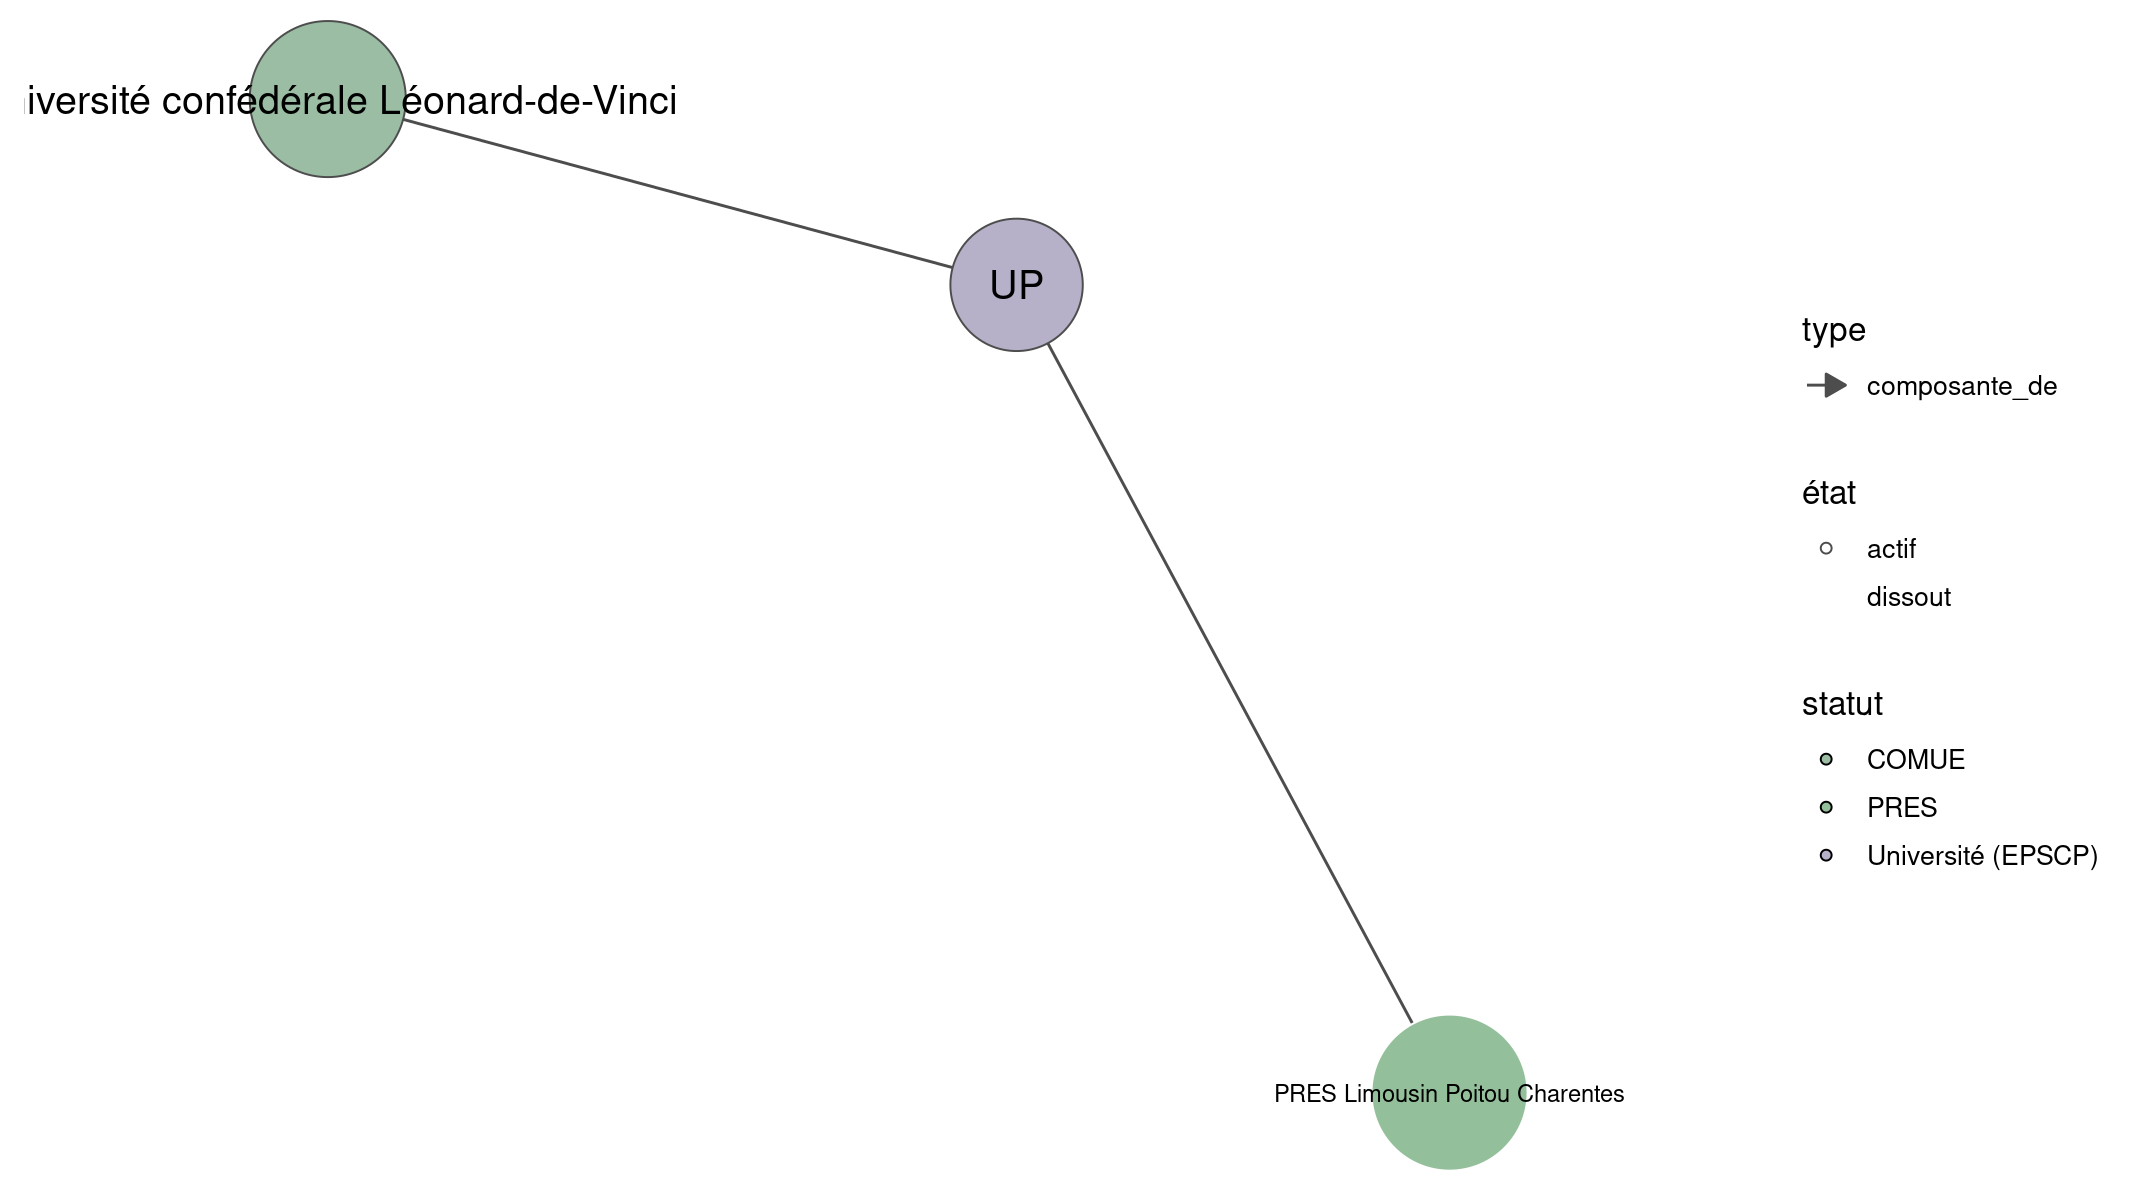 iversité confédérale Léonard-de-Vinci
UP
PRES Limousin Poitou Charentes
type
composante_de
état
actif
dissout
statut
COMUE
PRES
Université (EPSCP)